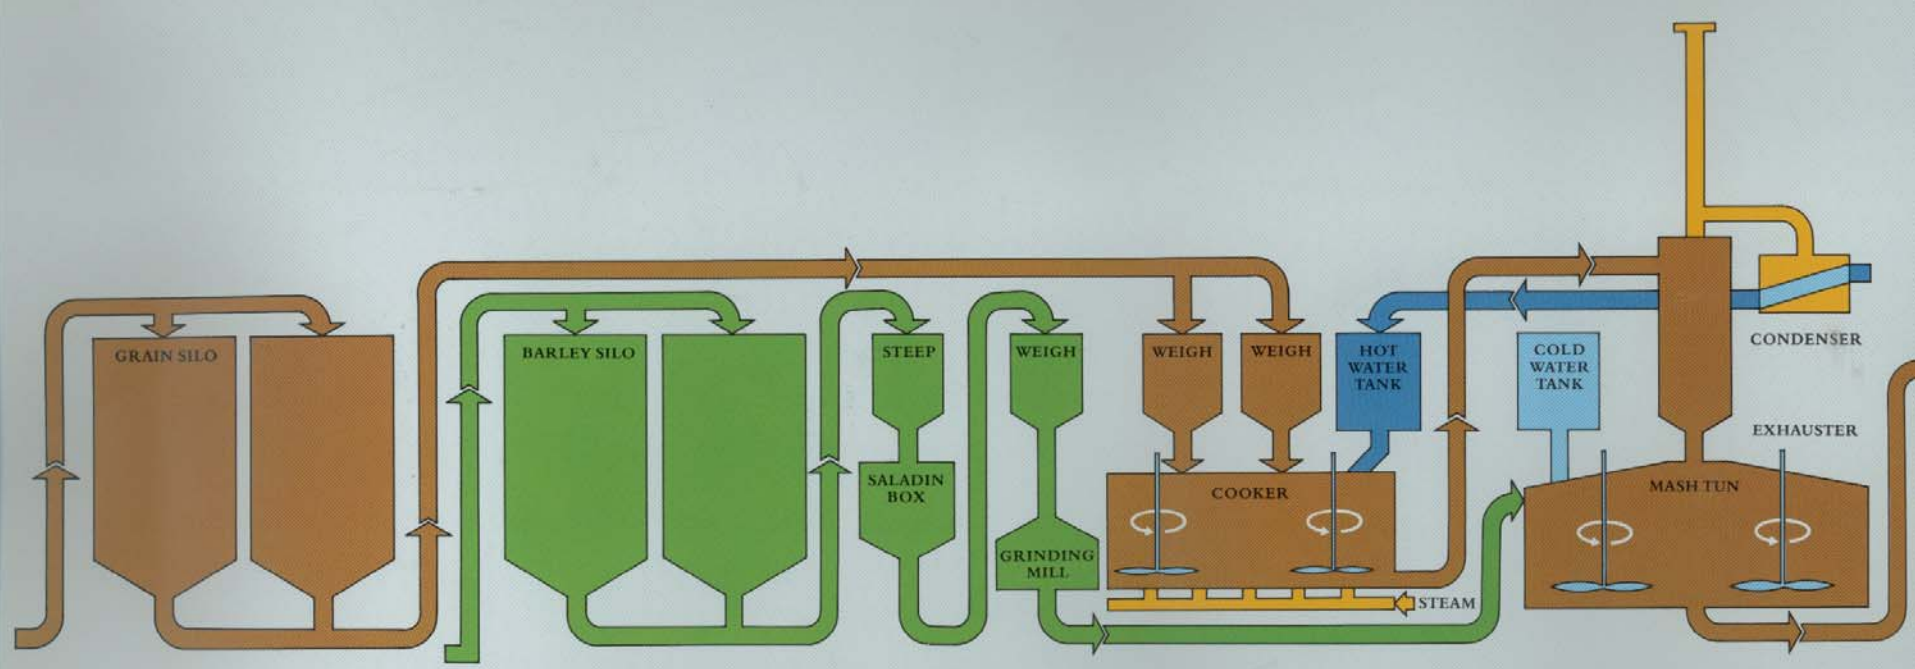 GRAIN SILO
BARLEY SILO
STEEP
SALADIN
BOX
WEIGH
GRINDING
MILL
WEIGH
WEIGH
HOT
WATER
TANK
COOKER
STEAM
COLD
WATER
TANK
CONDENSER
EXHAUSTER
MASH TUN